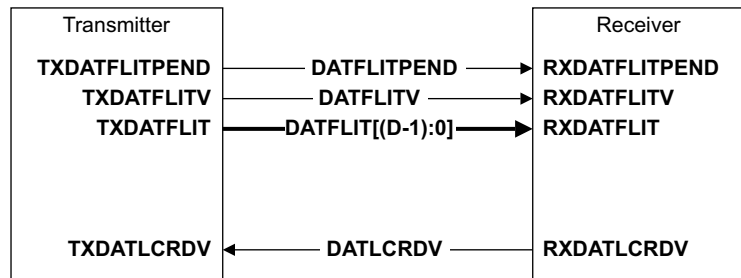 Transmitter Receiver
TXDATFLITPEND DATFLITPEND RXDATFLITPEND
TXDATFLITV DATFLITV RXDATFLITV
TXDATFLIT DATFLIT[(D-1):0] RXDATFLIT
TXDATLCRDV DATLCRDV RXDATLCRDV